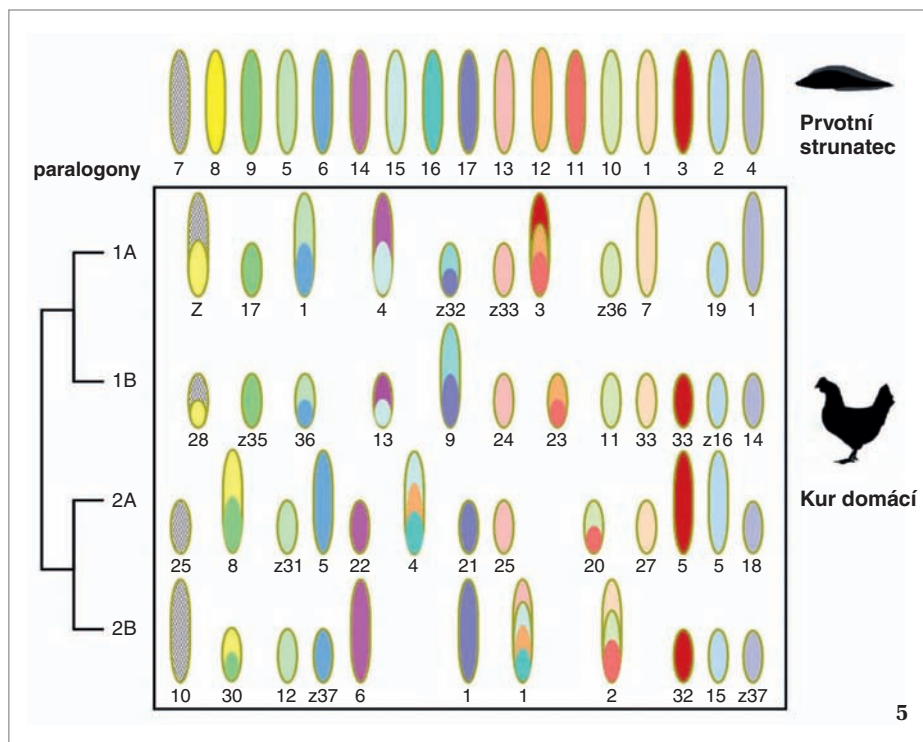 Prvotní
strunatec
paralogony
7 8 9 5 6 14 15 16 17 13 12 11 10 1 3 2 4
1A
Z 17 1 4 z32 z33 3 z36 7 19 1
1B
28 z35 36 13 9 24 23 11 33 33 z16 14
Kur domácí
2A
25 8 z31 5 22 4 21 25 20 27 5 5 18
2B
10 30 12 z37 6 1 1 2 32 15 z37
5